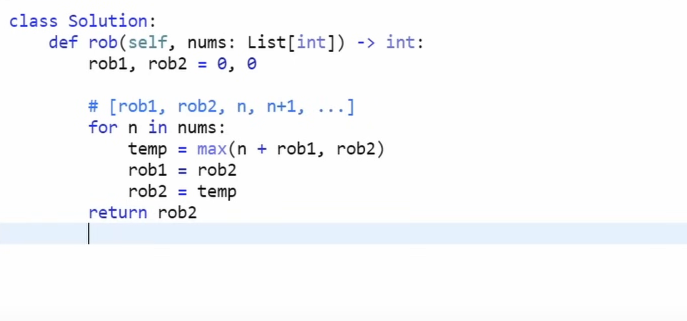 class Solution:
    def rob(self, nums: List[int]) -> int:
        rob1, rob2 = 0, 0
        # [rob1, rob2, n, n+1, ...]
        for n in nums:
            temp = max(n + rob1, rob2)
            rob1 = rob2
            rob2 = temp
        return rob2